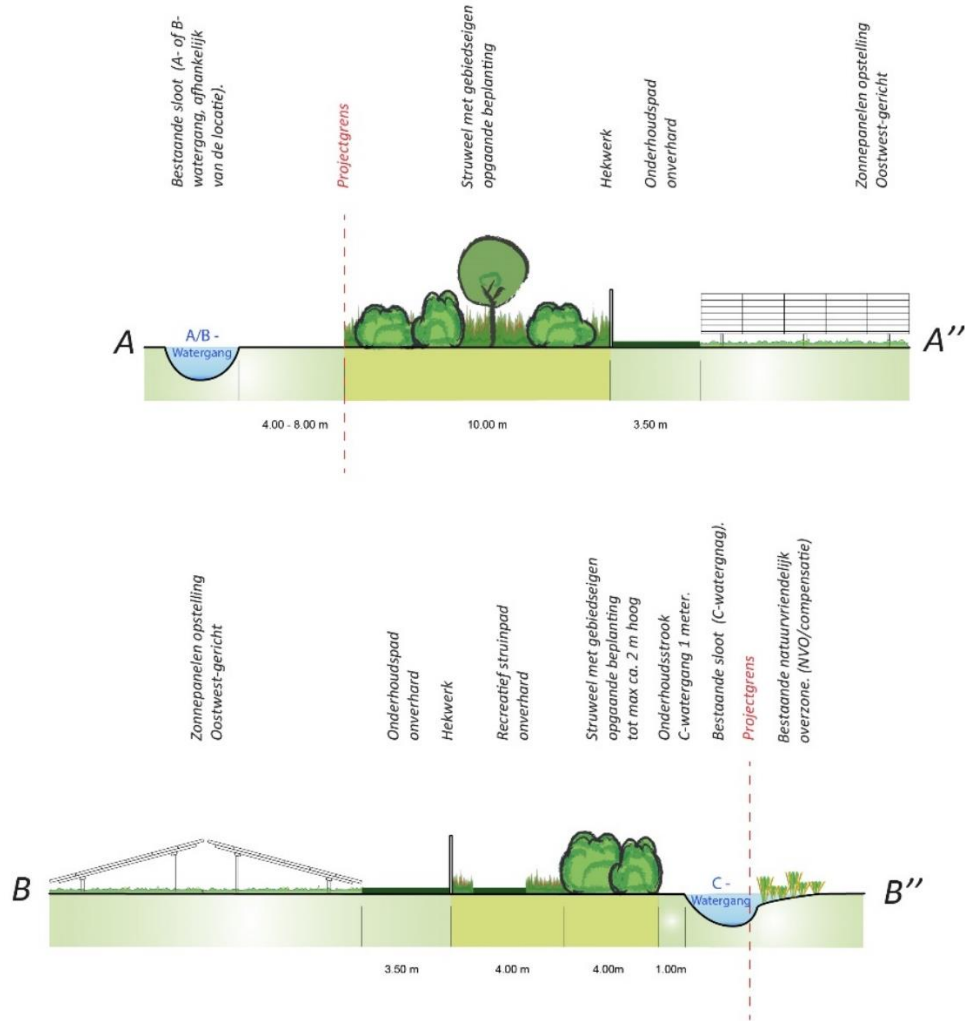 Bestaande sloot (A- of B-
watergang, afhankelijk
van de locatie).
Projectgrens
Struweel met gebiedseigen
opgaande beplanting
Hekwerk
Onderhoudspad
onverhard
Zonnepanelen opstelling
Oostwest-gericht
A
A/B -
Watergang
A''
4.00 - 8.00 m
10.00 m
3.50 m
Zonnepanelen opstelling
Oostwest-gericht
Onderhoudspad
onverhard
Hekwerk
Recreatief struinpad
onverhard
Struweel met gebiedseigen
opgaande beplanting
tot max ca. 2 m hoog
Onderhoudsstrook
C-watergang 1 meter.
Bestaande sloot (C-watergnag).
Projectgrens
Bestaande natuurvriendelijk
overzone. (NVO/compensatie)
B
C -
Watergang
B''
3.50 m
4.00 m
4.00m
1.00m